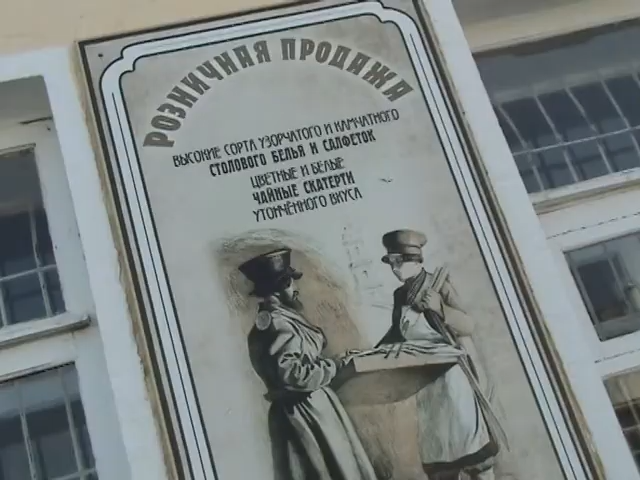 РОЗНИЧНАЯ ПРОДАЖА
ВЫСОКИЕ СОРТА УЗОРЧАТОГО И КАМЧАТНОГО
СТОЛОВОГО БЕЛЬЯ И САЛФЕТОК
ЦВЕТНЫЕ И БЕЛЫЕ
ЧАЙНЫЕ СКАТЕРТИ
УТОНЧЁННОГО ВКУСА